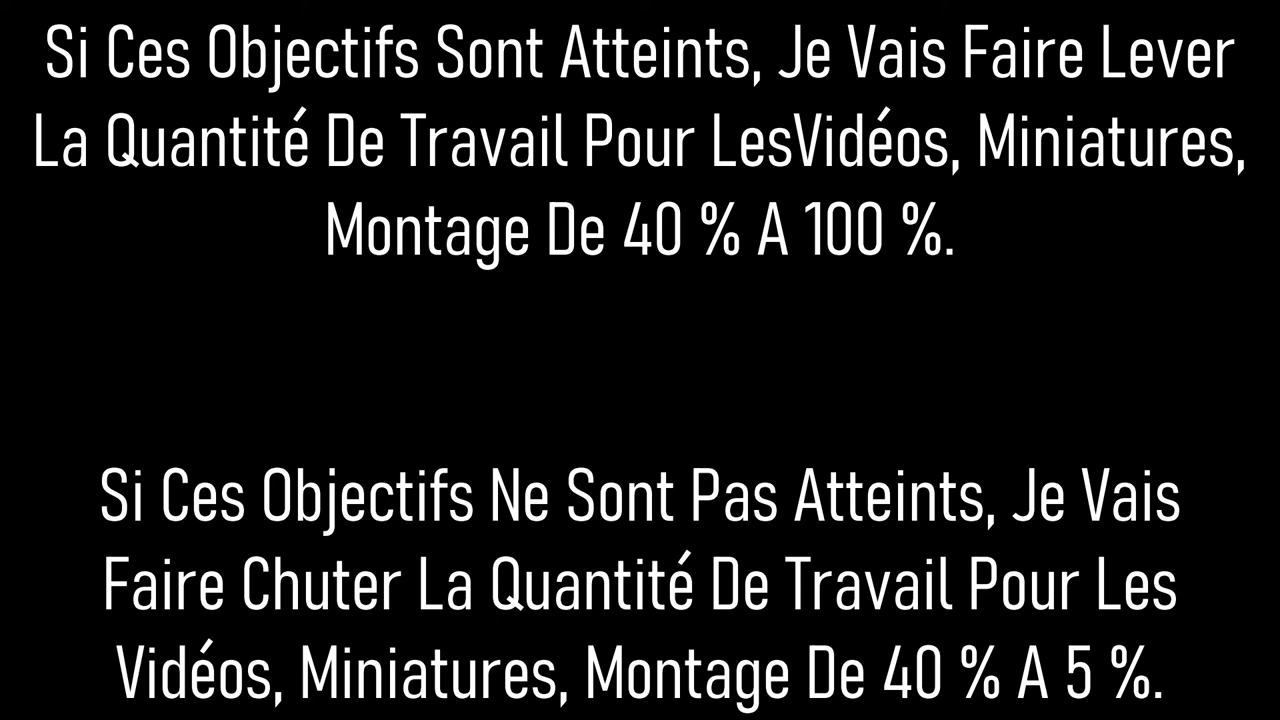 Si Ces Objectifs Sont Atteints, Je Vais Faire Lever
La Quantité De Travail Pour LesVidéos, Miniatures,
Montage De 40 % A 100 %.
Si Ces Objectifs Ne Sont Pas Atteints, Je Vais
Faire Chuter La Quantité De Travail Pour Les
Vidéos, Miniatures, Montage De 40 % A 5 %.